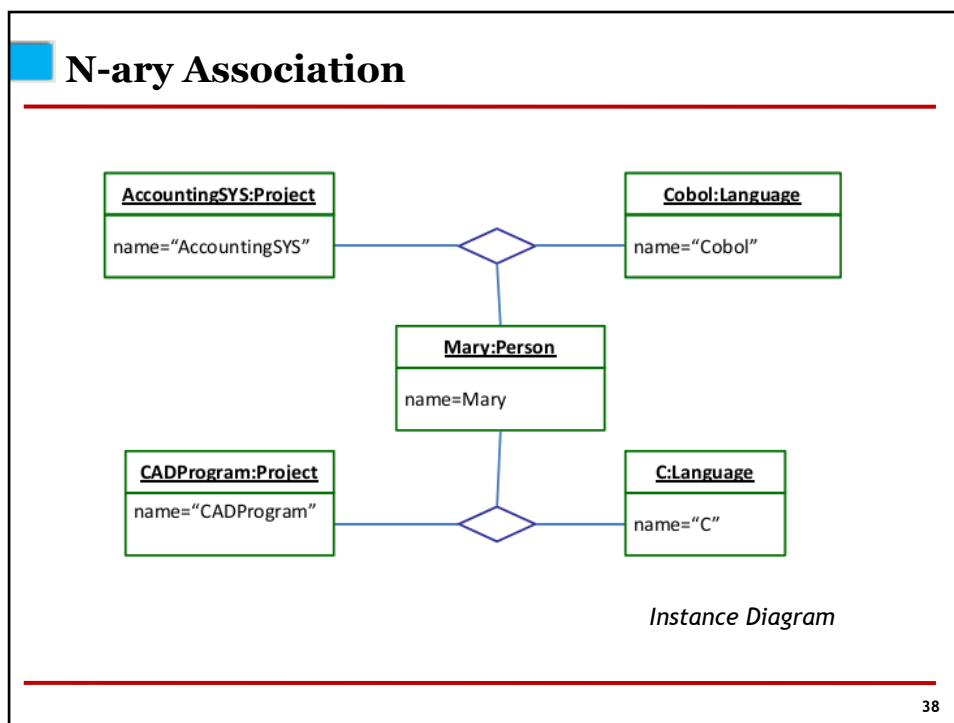 N-ary Association
AccountingSYS:Project
name=“AccountingSYS”
Cobol:Language
name=“Cobol”
Mary:Person
name=Mary
CADProgram:Project
name=“CADProgram”
C:Language
name=“C”
Instance Diagram
38